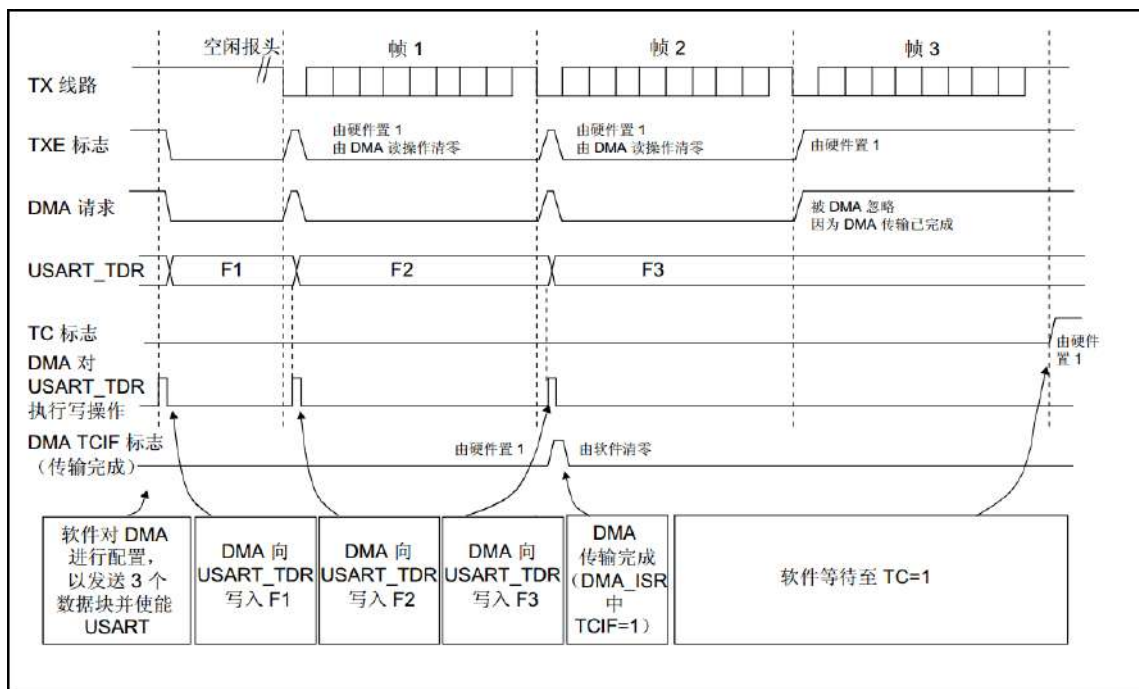 空闲报头
帧 1
帧 2
帧 3
TX 线路
TXE 标志
由硬件置 1
由 DMA 读操作清零
由硬件置 1
由 DMA 读操作清零
由硬件置 1
DMA 请求
被 DMA 忽略
因为 DMA 传输已完成
USART_TDR
F1
F2
F3
TC 标志
由硬件
置 1
DMA 对
USART_TDR
执行写操作
DMA TCIF 标志
（传输完成）
由硬件置 1
由软件清零
软件对 DMA
进行配置，
以发送 3 个
数据块并使能
USART
DMA 向
USART_TDR
写入 F1
DMA 向
USART_TDR
写入 F2
DMA 向
USART_TDR
写入 F3
DMA
传输完成
（DMA_ISR
中
TCIF=1）
软件等待至 TC=1